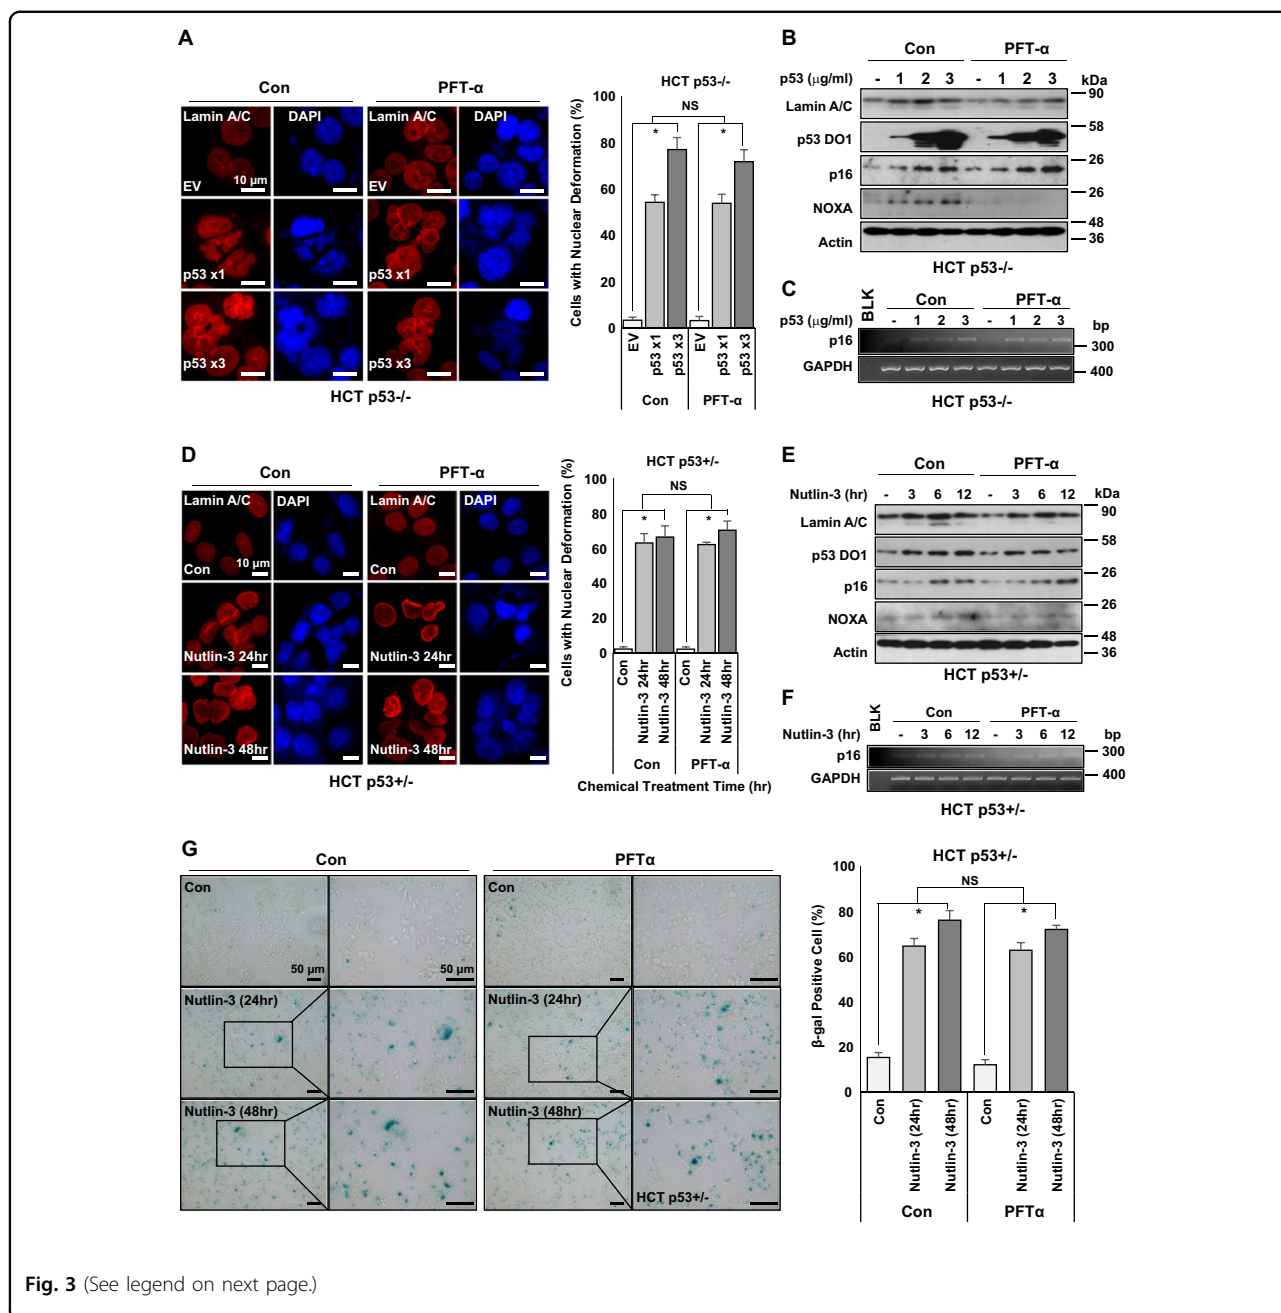 A
Con
PFT-α
Lamin A/C
DAPI
Lamin A/C
DAPI
EV
10 μm
EV
p53 x1
p53 x1
p53 x3
p53 x3
HCT p53-/-
HCT p53-/-
Cells with Nuclear Deformation (%)
100
80
60
40
20
0
NS
*
*
EV
p53 x1
p53 x3
EV
p53 x1
p53 x3
Con
PFT-α
B
Con
PFT-α
p53 (μg/ml)
- 1 2 3 - 1 2 3
kDa
Lamin A/C
90
p53 DO1
58
p16
26
NOXA
26
48
Actin
36
HCT p53-/-
C
BLK
Con
PFT-α
p53 (μg/ml)
- 1 2 3 - 1 2 3
bp
p16
300
GAPDH
400
HCT p53-/-
D
Con
PFT-α
Lamin A/C
DAPI
Lamin A/C
DAPI
Con
10 μm
Con
Nutlin-3 24hr
Nutlin-3 24hr
Nutlin-3 48hr
Nutlin-3 48hr
HCT p53+/-
HCT p53+/-
Cells with Nuclear Deformation (%)
100
80
60
40
20
0
NS
*
*
Con
Nutlin-3 24hr
Nutlin-3 48hr
Con
Nutlin-3 24hr
Nutlin-3 48hr
Con
PFT-α
Chemical Treatment Time (hr)
E
Con
PFT-α
Nutlin-3 (hr)
- 3 6 12 - 3 6 12
kDa
Lamin A/C
90
p53 DO1
58
p16
26
NOXA
26
48
Actin
36
HCT p53+/-
F
BLK
Con
PFT-α
Nutlin-3 (hr)
- 3 6 12 - 3 6 12
bp
p16
300
GAPDH
400
HCT p53+/-
G
Con
PFTα
Con
50 μm
50 μm
Con
Nutlin-3 (24hr)
Nutlin-3 (24hr)
Nutlin-3 (48hr)
Nutlin-3 (48hr)
HCT p53+/-
HCT p53+/-
β-gal Positive Cell (%)
100
80
60
40
20
0
NS
*
*
Con
Nutlin-3 (24hr)
Nutlin-3 (48hr)
Con
Nutlin-3 (24hr)
Nutlin-3 (48hr)
Con
PFTα
Fig. 3 (See legend on next page.)